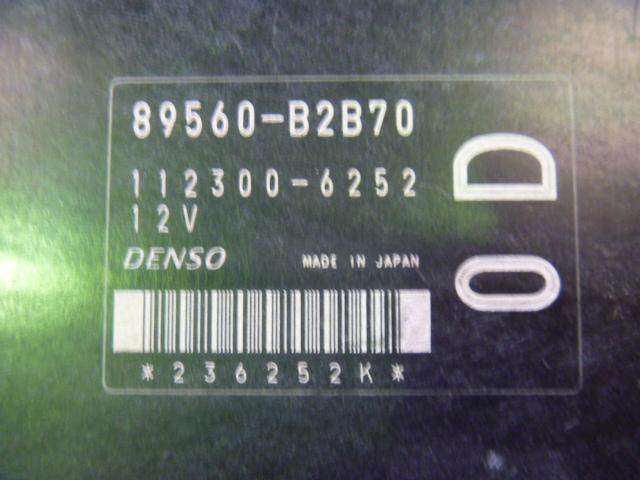 89560-B2B70
112300-6252
12V
DENSO MADE IN JAPAN
*236252K*
D
O